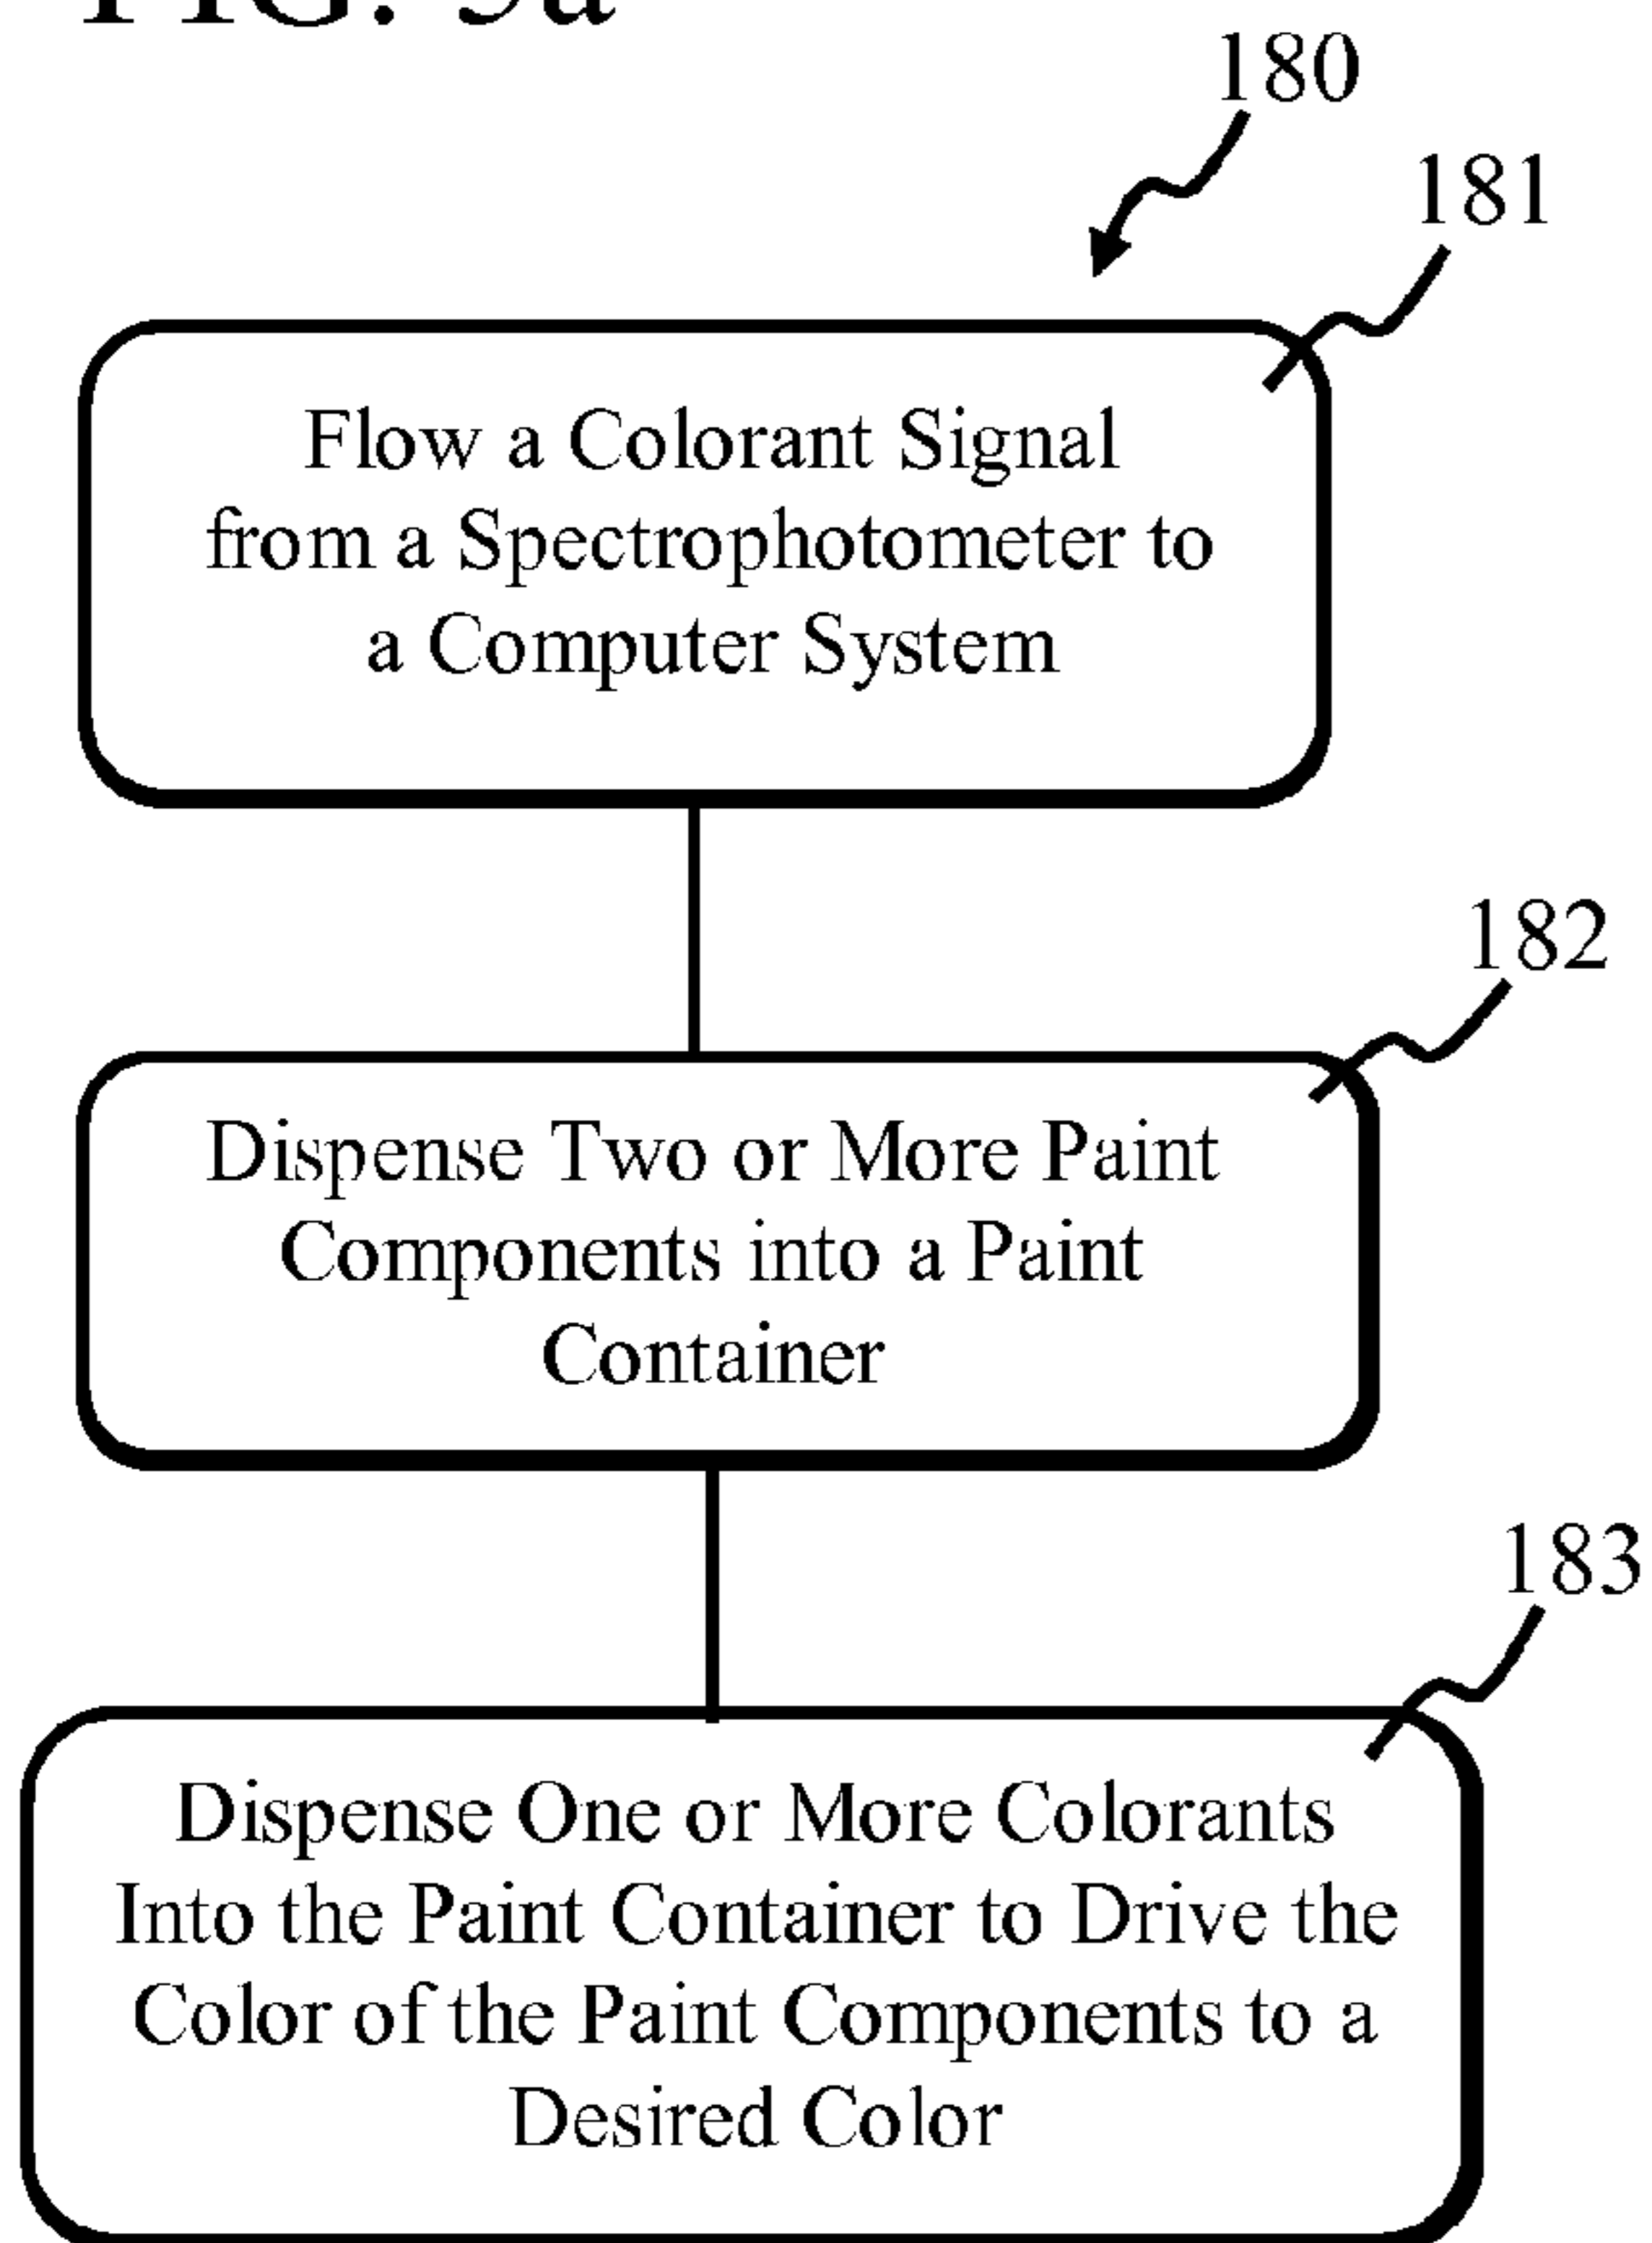 FIG. 9a
180
181
Flow a Colorant Signal
from a Spectrophotometer to
a Computer System
182
Dispense Two or More Paint
Components into a Paint
Container
183
Dispense One or More Colorants
Into the Paint Container to Drive the
Color of the Paint Components to a
Desired Color